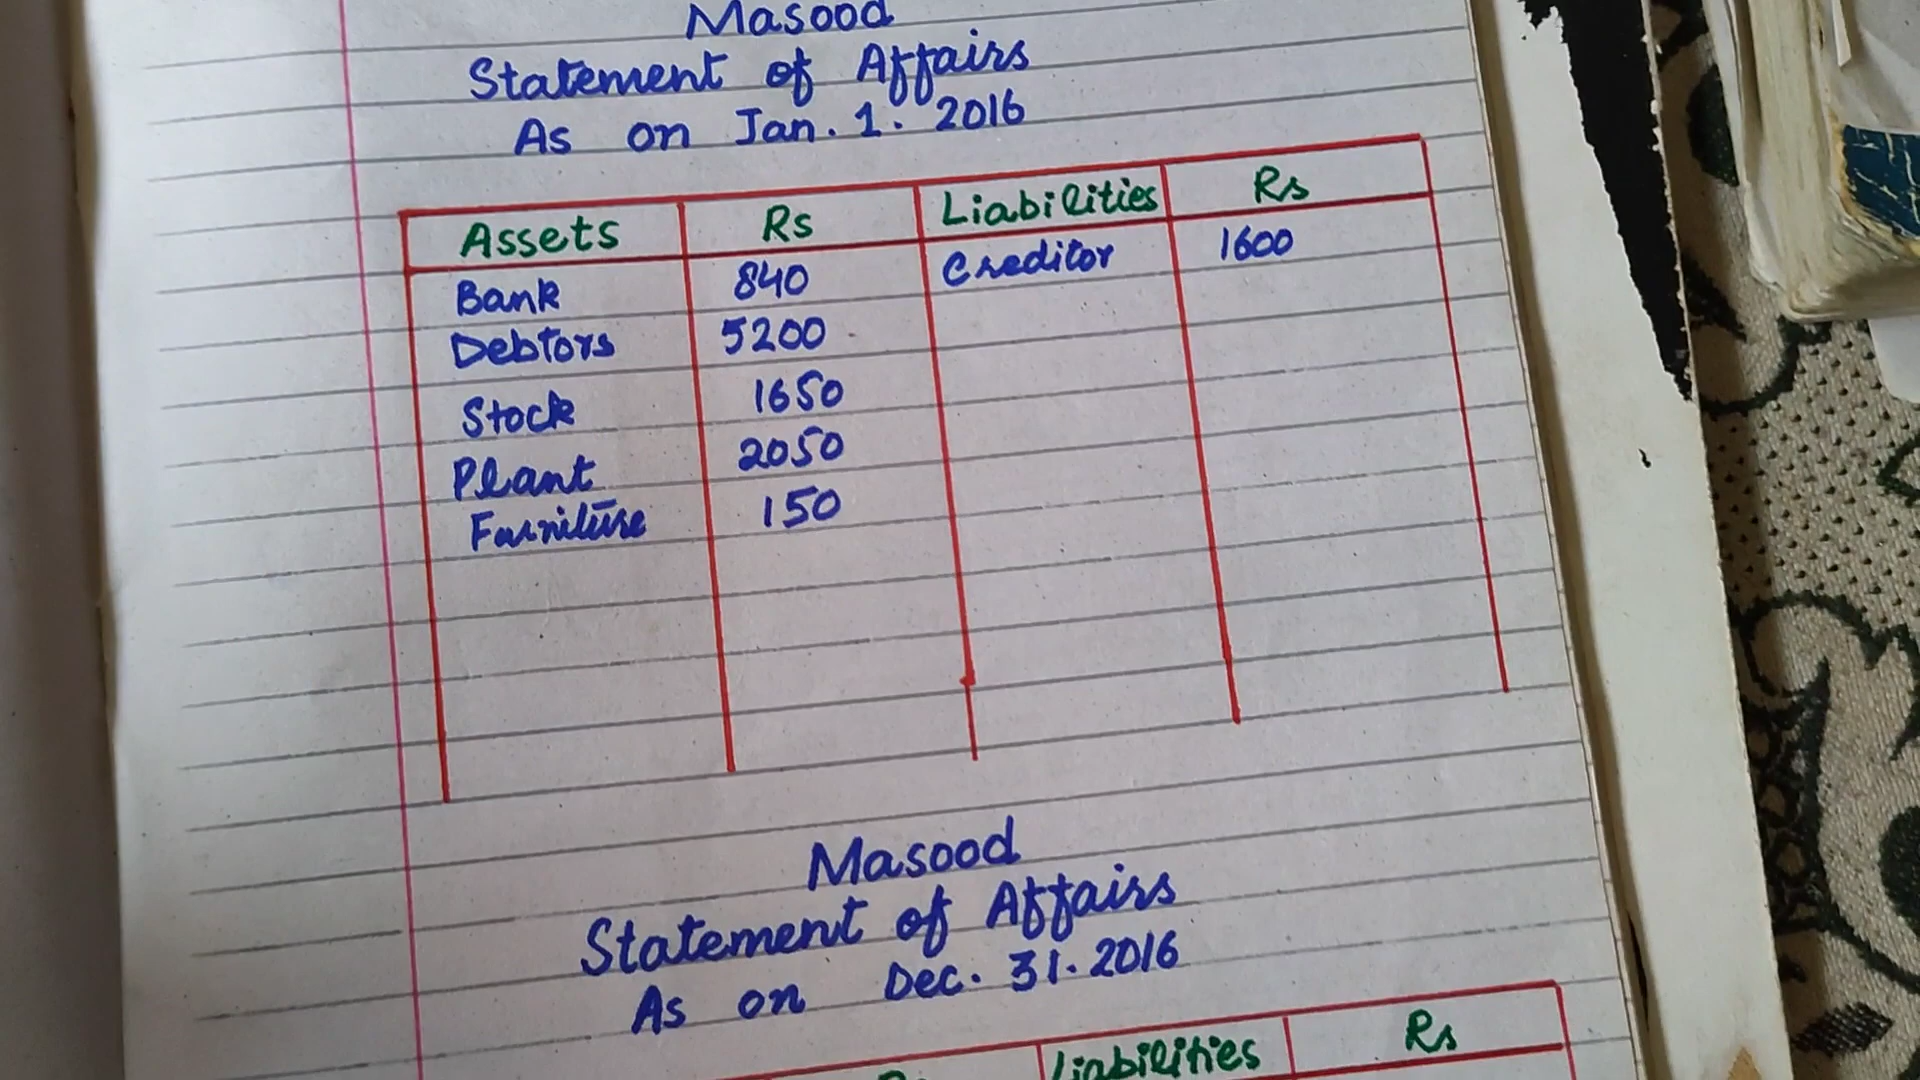 Masood
Statement of Affairs
As on Jan. 1. 2016
Assets Rs Liabilities Rs
Bank 840 Creditor 1600
Debtors 5200
Stock 1650
Plant 2050
Furniture 150
Masood
Statement of Affairs
As on Dec. 31. 2016
Liabilities Rs